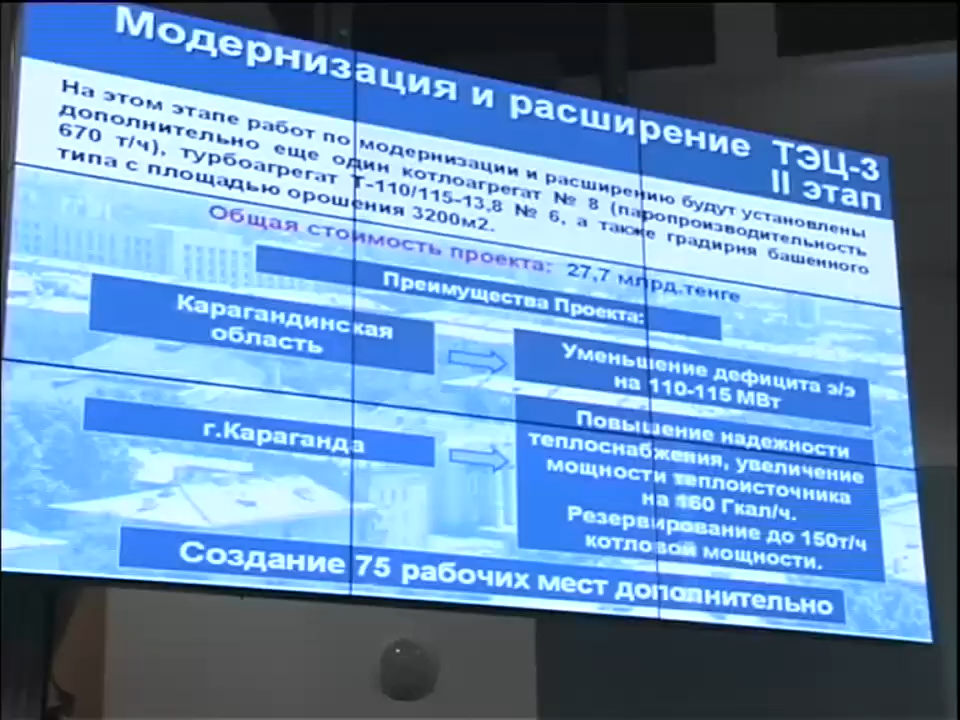 Модернизация и расширение ТЭЦ-3
II этап
На этом этапе работ по модернизации и расширению будут установлены
дополнительно еще один котлоагрегат № 8 (паропроизводительность
670 т/ч), турбоагрегат Т-110/115-13,8 № 6, а также градирня башенного
типа с площадью орошения 3200м2.
Общая стоимость проекта: 27,7 млрд.тенге
Преимущества Проекта:
Карагандинская
область
Уменьшение дефицита э/э
на 110-115 МВт
г.Караганда
Повышение надежности
теплоснабжения, увеличение
мощности теплоисточника
на 160 Гкал/ч.
Резервирование до 150т/ч
котловой мощности.
Создание 75 рабочих мест дополнительно